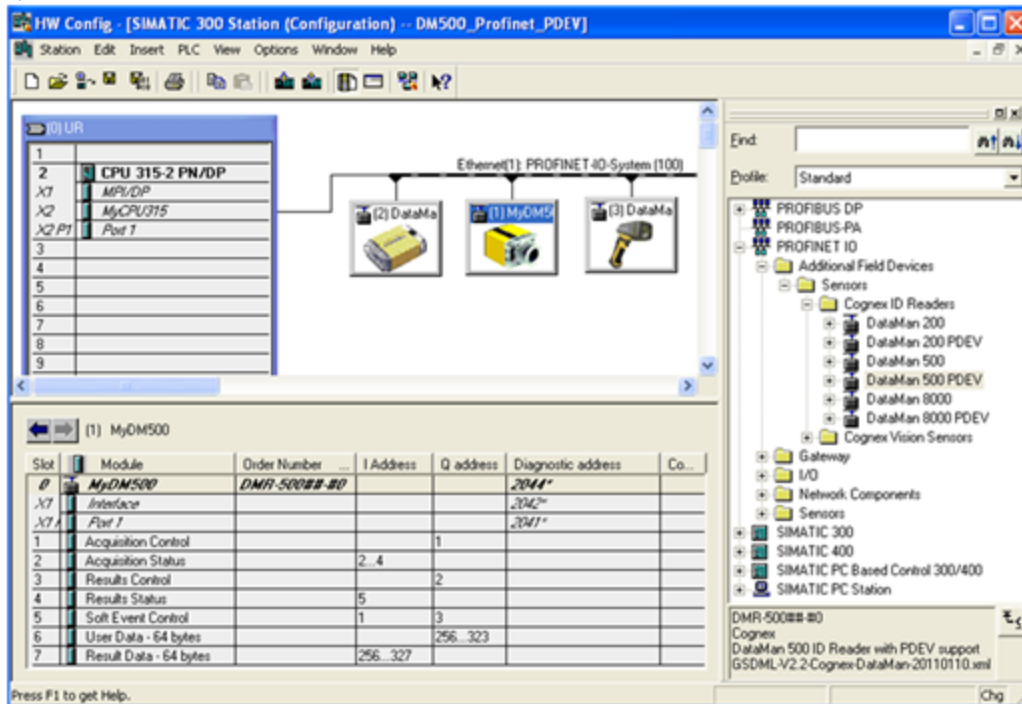 HW Config - [SIMATIC 300 Station (Configuration) -- DM500_Profinet_PDEV]
Station Edit Insert PLC View Options Window Help
(0) UR
1
2 CPU 315-2 PN/DP
X1 MPI/DP
X2 MyCPU315
X2 P1 Port 1
3
4
5
6
7
8
9
Ethernet(1): PROFINET-IO-System (100)
(2) DataMa
(1) MyDM5
(3) DataMa
Find:
Profile: Standard
PROFIBUS DP
PROFIBUS-PA
PROFINET IO
Additional Field Devices
Sensors
Cognex ID Readers
DataMan 200
DataMan 200 PDEV
DataMan 500
DataMan 500 PDEV
DataMan 8000
DataMan 8000 PDEV
Cognex Vision Sensors
Gateway
I/O
Network Components
Sensors
SIMATIC 300
SIMATIC 400
SIMATIC PC Based Control 300/400
SIMATIC PC Station
(1) MyDM500
Slot Module Order Number ... I Address Q address Diagnostic address Co...
0 MyDM500 DMR-500##-#0 2044*
X1 Interface 2042*
X1 Port 1 2041*
1 Acquisition Control 1
2 Acquisition Status 2...4
3 Results Control 2
4 Results Status 5
5 Soft Event Control 1 3
6 User Data - 64 bytes 256...323
7 Result Data - 64 bytes 256...327
DMR-500##-#0
Cognex
DataMan 500 ID Reader with PDEV support
GSDML-V2.2-Cognex-DataMan-20110110.xml
Press F1 to get Help.
Chg